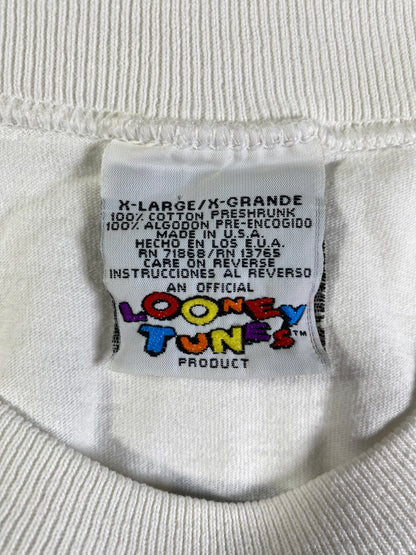 X-LARGE/X-GRANDE
100% COTTON PRESHRUNK
100% ALGODON PRE-ENCOGIDO
MADE IN U.S.A.
HECHO EN LOS E.U.A.
RN 71868/RN 13765
CARE ON REVERSE
INSTRUCCIONES AL REVERSO
AN OFFICIAL
LOONEY
TUNES™
PRODUCT